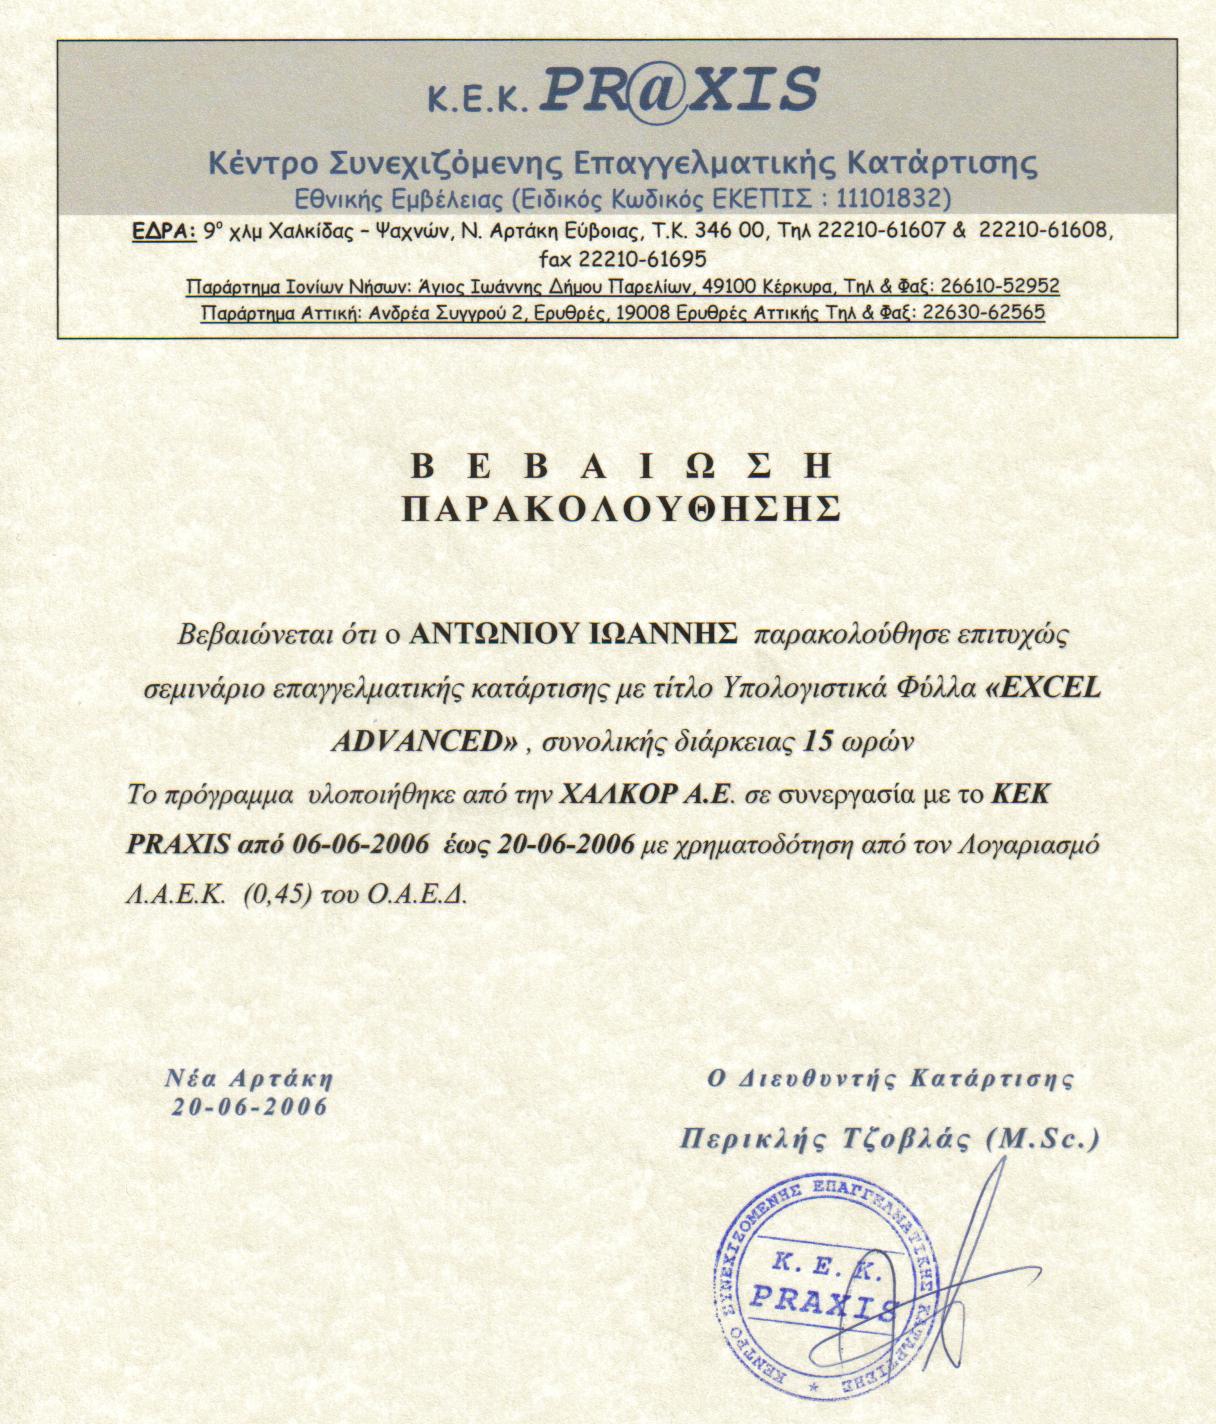 Κ.Ε.Κ. PR@XIS
Κέντρο Συνεχιζόμενης Επαγγελματικής Κατάρτισης
Εθνικής Εμβέλειας (Ειδικός Κωδικός ΕΚΕΠΙΣ : 11101832)
ΕΔΡΑ: 9° χλμ Χαλκίδας – Ψαχνών, Ν. Αρτάκη Εύβοιας, Τ.Κ. 346 00, Τηλ 22210-61607 & 22210-61608,
fax 22210-61695
Παράρτημα Ιονίων Νήσων: Άγιος Ιωάννης Δήμου Παρελίων, 49100 Κέρκυρα, Τηλ & Φαξ: 26610-52952
Παράρτημα Αττική: Ανδρέα Συγγρού 2, Ερυθρές, 19008 Ερυθρές Αττικής Τηλ & Φαξ: 22630-62565
Β Ε Β Α Ι Ω Σ Η
ΠΑΡΑΚΟΛΟΥΘΗΣΗΣ
Βεβαιώνεται ότι ο ΑΝΤΩΝΙΟΥ ΙΩΑΝΝΗΣ παρακολούθησε επιτυχώς
σεμινάριο επαγγελματικής κατάρτισης με τίτλο Υπολογιστικά Φύλλα «EXCEL
ADVANCED» , συνολικής διάρκειας 15 ωρών
Το πρόγραμμα υλοποιήθηκε από την ΧΑΛΚΟΡ Α.Ε. σε συνεργασία με το ΚΕΚ
PRAXIS από 06-06-2006 έως 20-06-2006 με χρηματοδότηση από τον Λογαριασμό
Λ.Α.Ε.Κ. (0,45) του Ο.Α.Ε.Δ.
Νέα Αρτάκη
20-06-2006
Ο Διευθυντής Κατάρτισης
Περικλής Τζοβλάς (M.Sc.)
ΚΕΝΤΡΟ ΣΥΝΕΧΙΖΟΜΕΝΗΣ ΕΠΑΓΓΕΛΜΑΤΙΚΗΣ ΚΑΤΑΡΤΙΣΗΣ
Κ. Ε. Κ.
PRAXIS